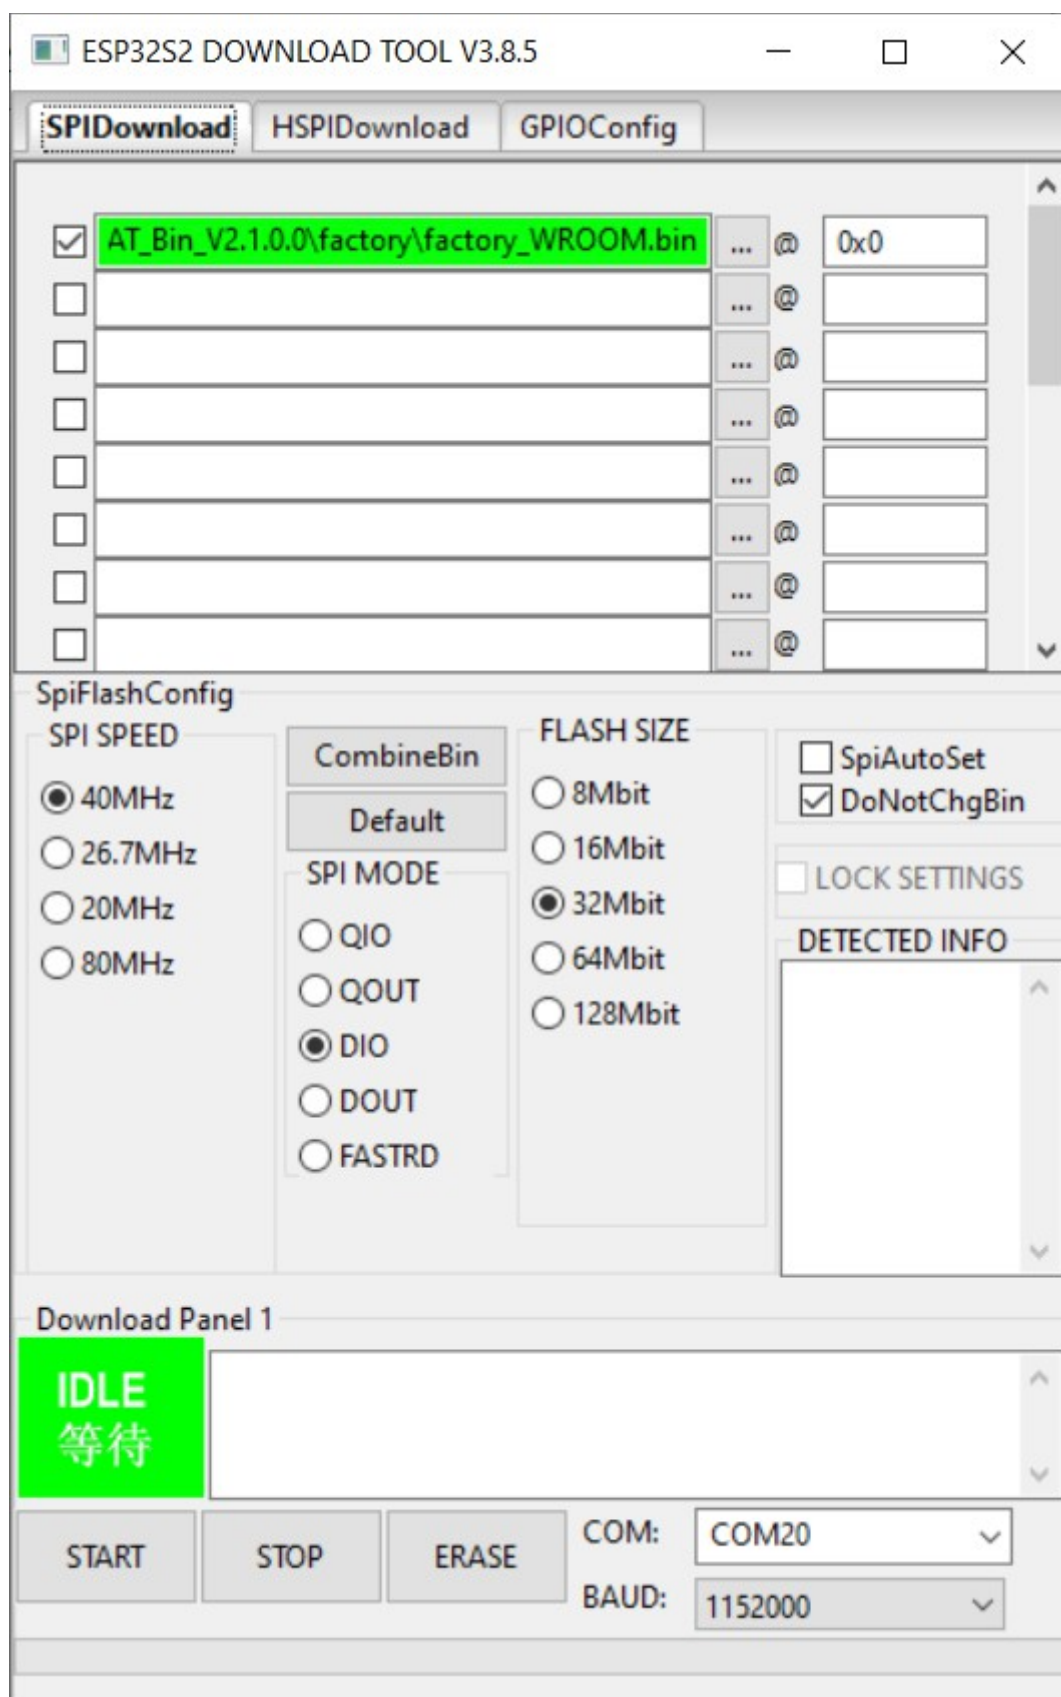 ESP32S2 DOWNLOAD TOOL V3.8.5
SPIDownload HSPIDownload GPIOConfig
AT_Bin_V2.1.0.0\factory\factory_WROOM.bin ... @ 0x0
... @
... @
... @
... @
... @
... @
... @
SpiFlashConfig
SPI SPEED
40MHz
26.7MHz
20MHz
80MHz
CombineBin
Default
SPI MODE
QIO
QOUT
DIO
DOUT
FASTRD
FLASH SIZE
8Mbit
16Mbit
32Mbit
64Mbit
128Mbit
SpiAutoSet
DoNotChgBin
LOCK SETTINGS
DETECTED INFO
Download Panel 1
IDLE
等待
START STOP ERASE
COM: COM20
BAUD: 1152000